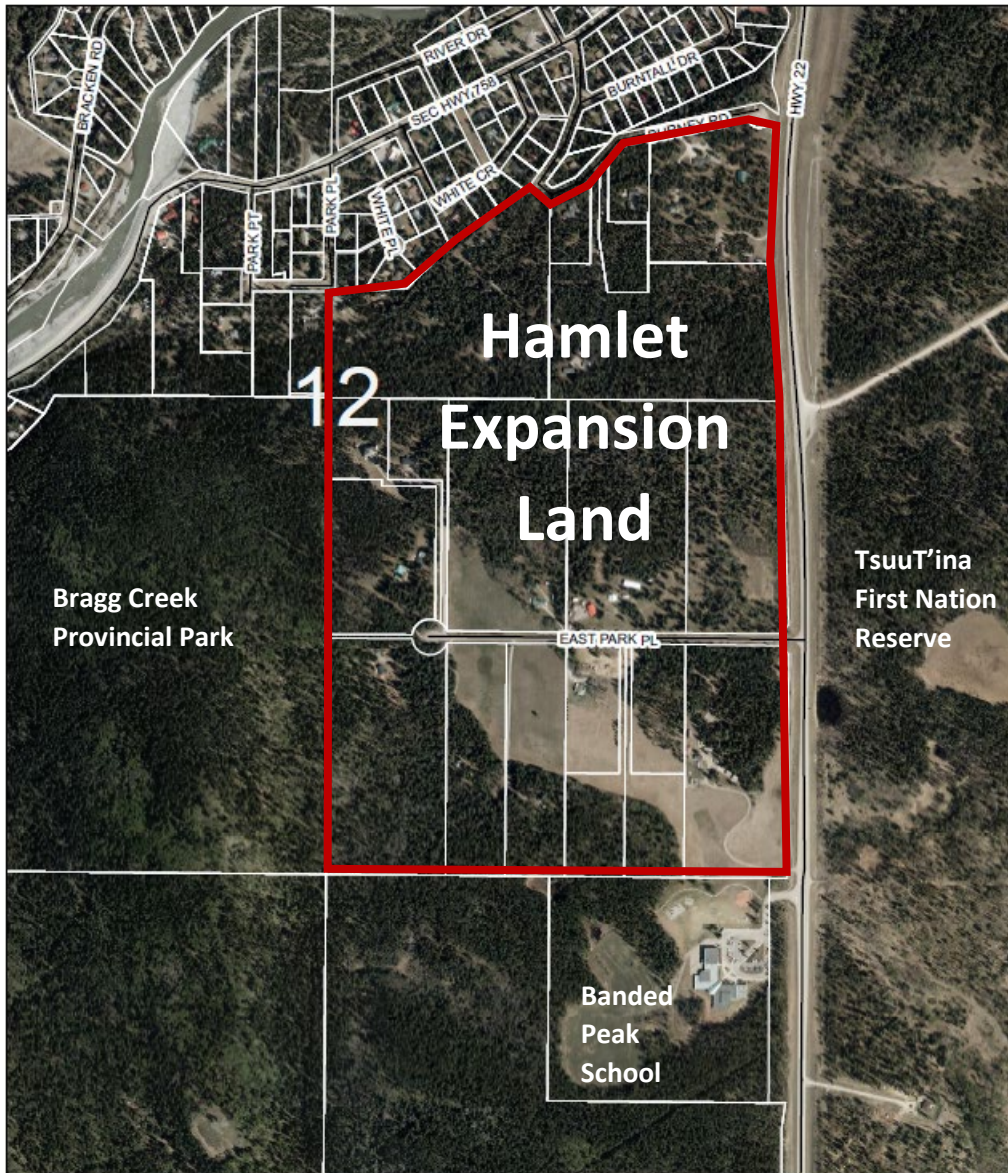 BRACKEN RD
RIVER DR
SEC HWY 758
BURNTALL DR
HWY 22
BURNEY RD
PARK PT
PARK PL
WHITE PL
WHITE CR
12
Hamlet
Expansion
Land
Bragg Creek
Provincial Park
TsuuT'ina
First Nation
Reserve
EAST PARK PL
Banded
Peak
School